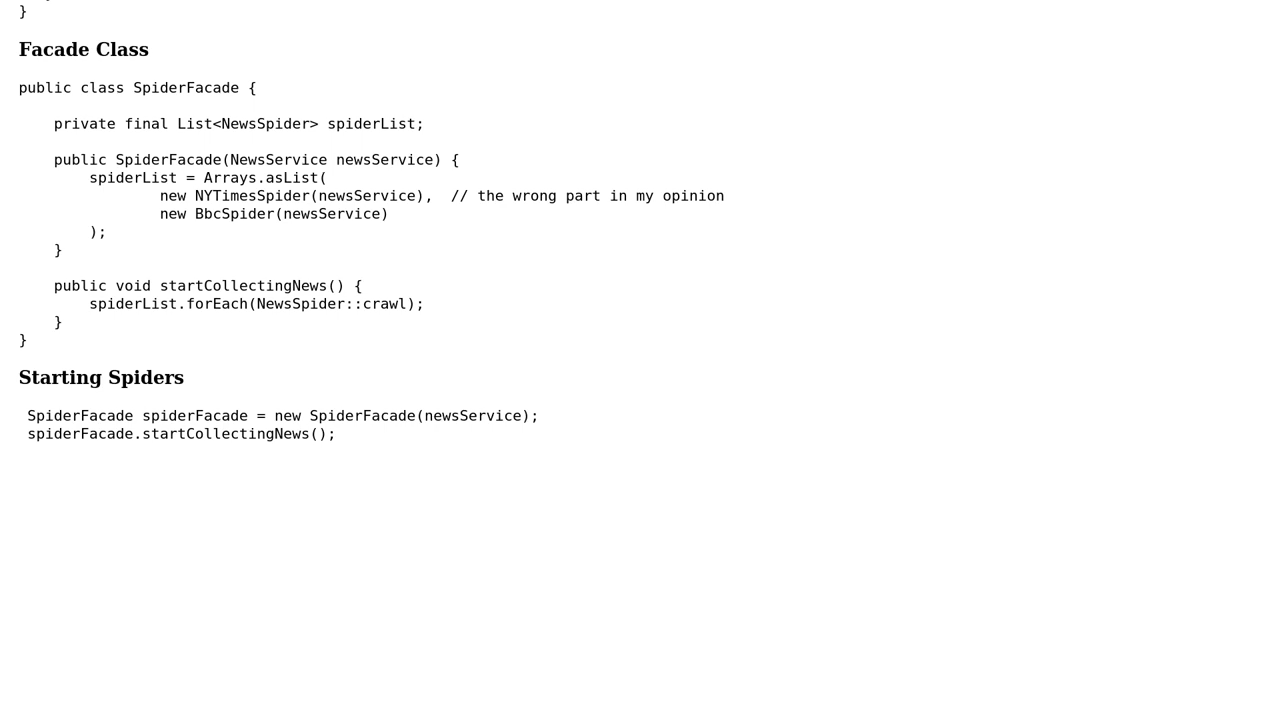 }
Facade Class
public class SpiderFacade {
    private final List<NewsSpider> spiderList;
    public SpiderFacade(NewsService newsService) {
        spiderList = Arrays.asList(
                new NYTimesSpider(newsService),  // the wrong part in my opinion
                new BbcSpider(newsService)
        );
    }
    public void startCollectingNews() {
        spiderList.forEach(NewsSpider::crawl);
    }
}
Starting Spiders
 SpiderFacade spiderFacade = new SpiderFacade(newsService);
 spiderFacade.startCollectingNews();